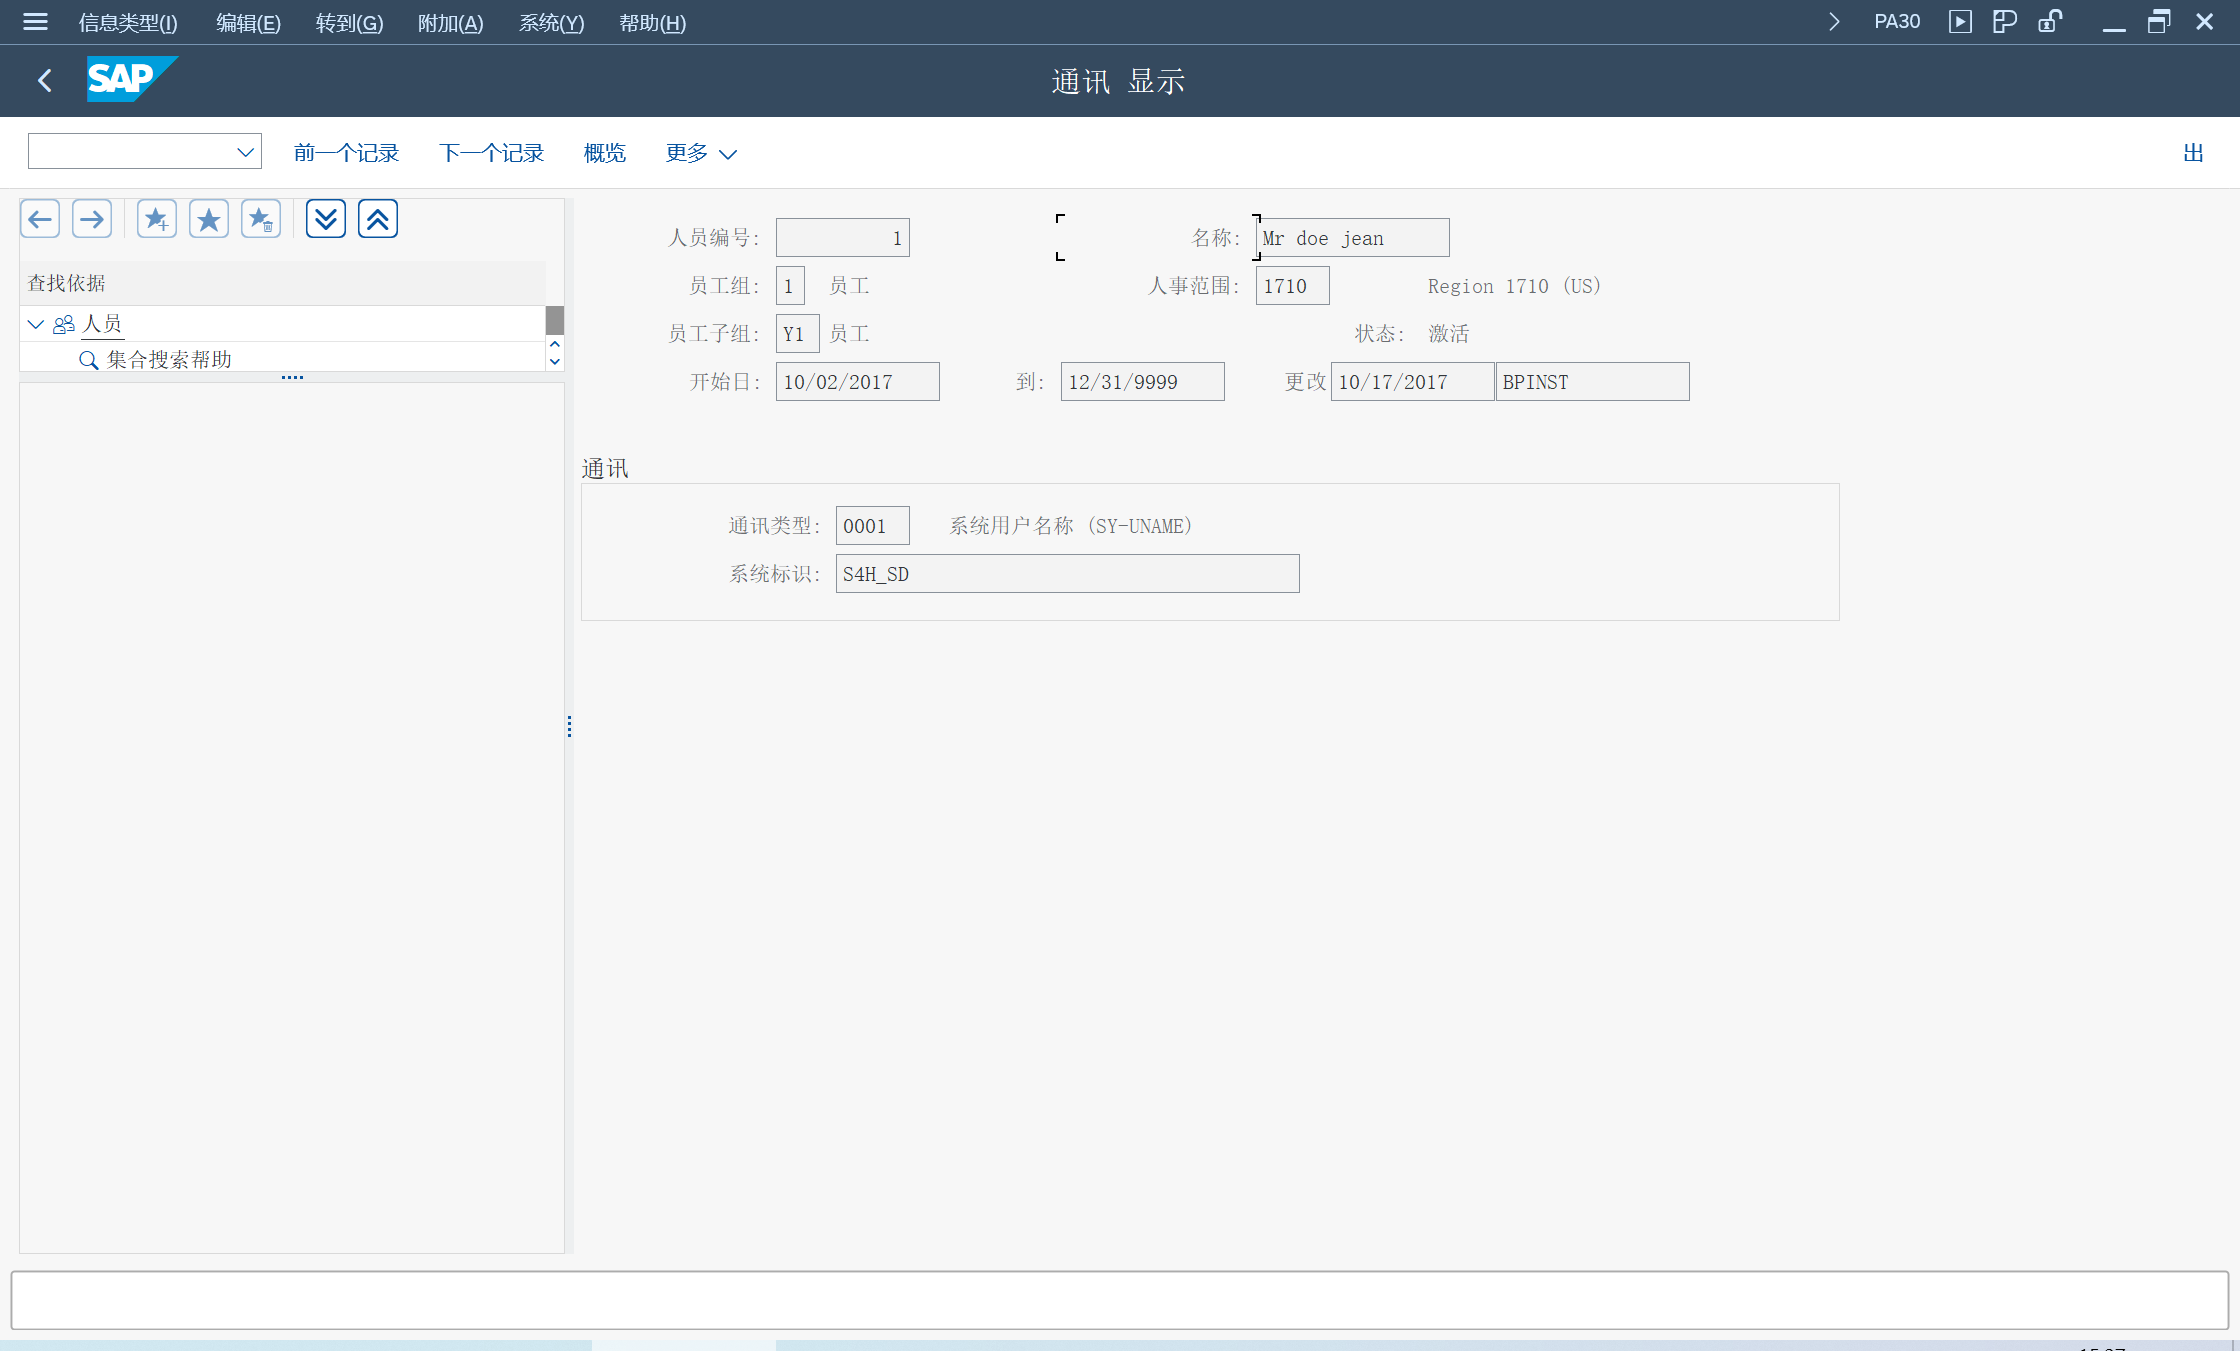 信息类型(I) 编辑(E) 转到(G) 附加(A) 系统(Y) 帮助(H) PA30
SAP 通讯 显示
前一个记录 下一个记录 概览 更多 出
查找依据
人员
集合搜索帮助
人员编号: 1 名称: Mr doe jean
员工组: 1 员工 人事范围: 1710 Region 1710 (US)
员工子组: Y1 员工 状态: 激活
开始日: 10/02/2017 到: 12/31/9999 更改 10/17/2017 BPINST
通讯
通讯类型: 0001 系统用户名称 (SY-UNAME)
系统标识: S4H_SD